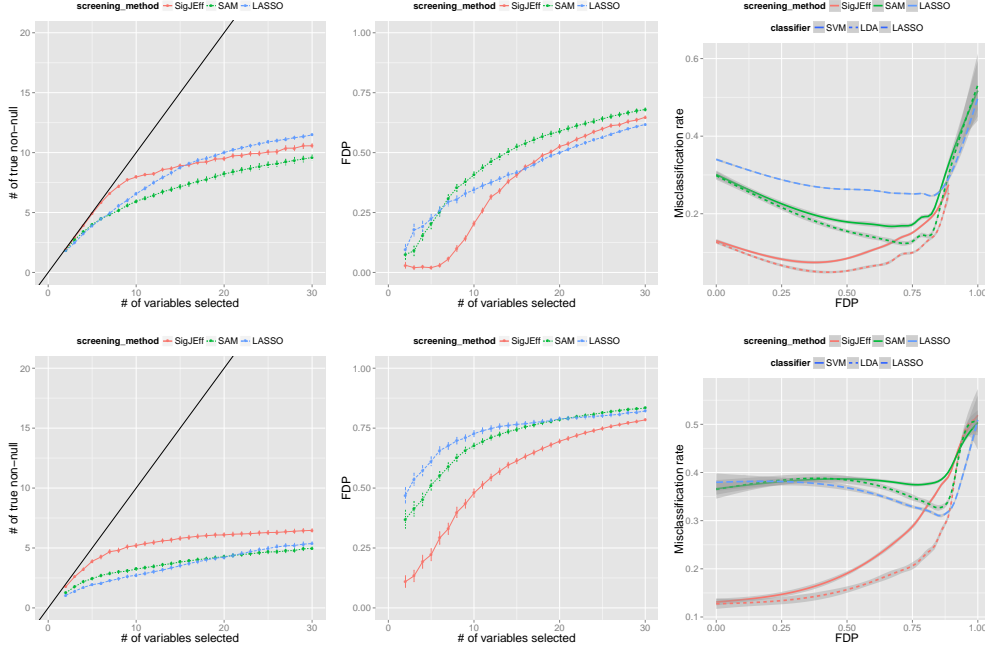 screening_method SigJEff SAM LASSO
20
15
10
5
0
# of true non-null
0 10 20 30
# of variables selected
screening_method SigJEff SAM LASSO
1.00
0.75
0.50
0.25
0.00
FDP
10 20 30
# of variables selected
screening_method SigJEff SAM LASSO
classifier SVM LDA LASSO
0.6
0.4
0.2
Misclassification rate
0.00 0.25 0.50 0.75 1.00
FDP
screening_method SigJEff SAM LASSO
20
15
10
5
0
# of true non-null
0 10 20 30
# of variables selected
screening_method SigJEff SAM LASSO
1.00
0.75
0.50
0.25
0.00
FDP
10 20 30
# of variables selected
screening_method SigJEff SAM LASSO
classifier SVM LDA LASSO
0.5
0.4
0.3
0.2
0.1
Misclassification rate
0.00 0.25 0.50 0.75 1.00
FDP